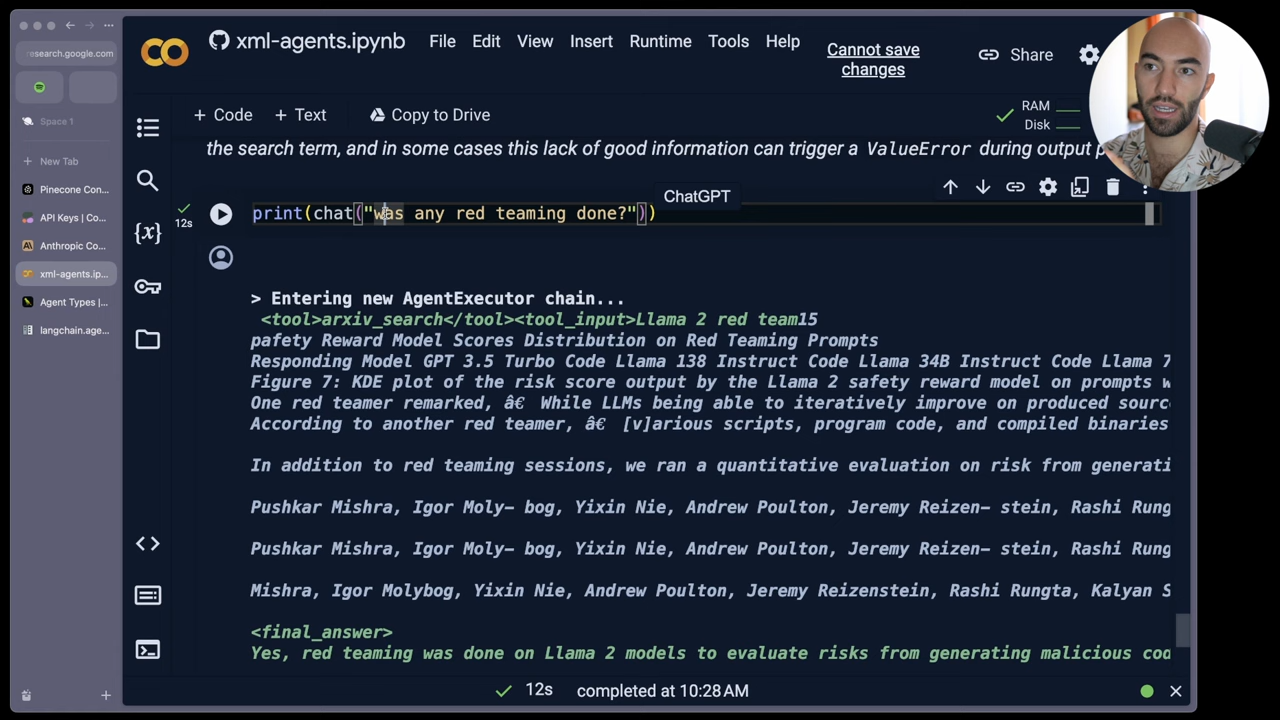 xml-agents.ipynb File Edit View Insert Runtime Tools Help
Cannot save
changes
Share
esearch.google.com
+ Code + Text Copy to Drive
RAM
Disk
Space 1
New Tab
Pinecone Con...
API Keys | Co...
Anthropic Co...
xml-agents.ip...
Agent Types |...
langchain.age...
the search term, and in some cases this lack of good information can trigger a ValueError during output p
ChatGPT
12s
print(chat("was any red teaming done?"))
{x}
> Entering new AgentExecutor chain...
<tool>arxiv_search</tool><tool_input>Llama 2 red team15
pafety Reward Model Scores Distribution on Red Teaming Prompts
Responding Model GPT 3.5 Turbo Code Llama 138 Instruct Code Llama 34B Instruct Code Llama 7
Figure 7: KDE plot of the risk score output by the Llama 2 safety reward model on prompts w
One red teamer remarked, â€ While LLMs being able to iteratively improve on produced sourc
According to another red teamer, â€ [v]arious scripts, program code, and compiled binaries
In addition to red teaming sessions, we ran a quantitative evaluation on risk from generati
Pushkar Mishra, Igor Moly- bog, Yixin Nie, Andrew Poulton, Jeremy Reizen- stein, Rashi Rung
Pushkar Mishra, Igor Moly- bog, Yixin Nie, Andrew Poulton, Jeremy Reizen- stein, Rashi Rung
Mishra, Igor Molybog, Yixin Nie, Andrew Poulton, Jeremy Reizenstein, Rashi Rungta, Kalyan S
<final_answer>
Yes, red teaming was done on Llama 2 models to evaluate risks from generating malicious cod
12s completed at 10:28 AM